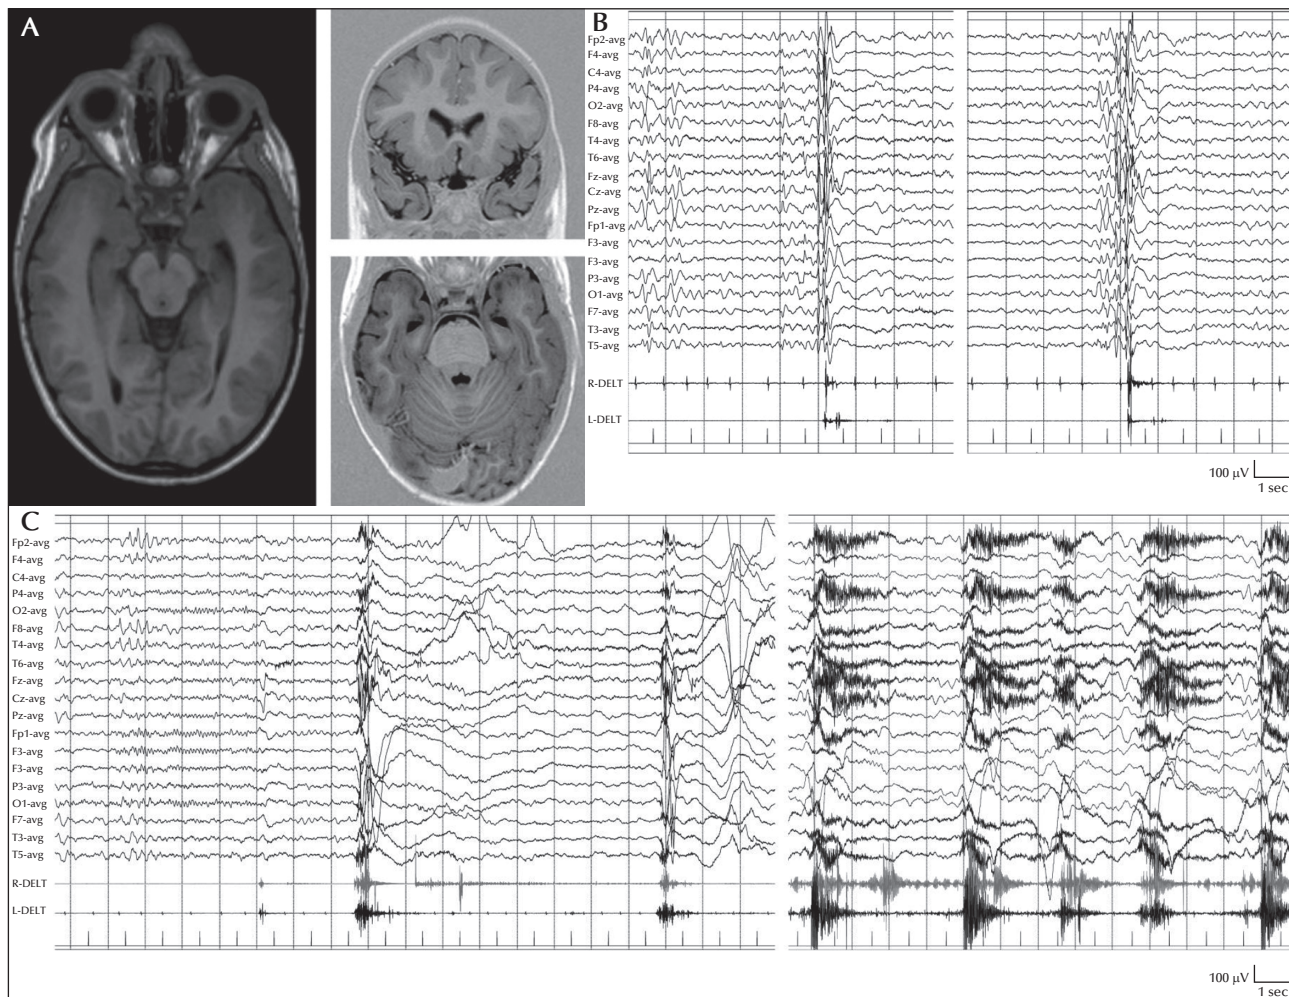 A
B
Fp2-avg
F4-avg
C4-avg
P4-avg
O2-avg
F8-avg
T4-avg
T6-avg
Fz-avg
Cz-avg
Pz-avg
Fp1-avg
F3-avg
F3-avg
P3-avg
O1-avg
F7-avg
T3-avg
T5-avg
R-DELT
L-DELT
100 µV
1 sec
C
Fp2-avg
F4-avg
C4-avg
P4-avg
O2-avg
F8-avg
T4-avg
T6-avg
Fz-avg
Cz-avg
Pz-avg
Fp1-avg
F3-avg
F3-avg
P3-avg
O1-avg
F7-avg
T3-avg
T5-avg
R-DELT
L-DELT
100 µV
1 sec